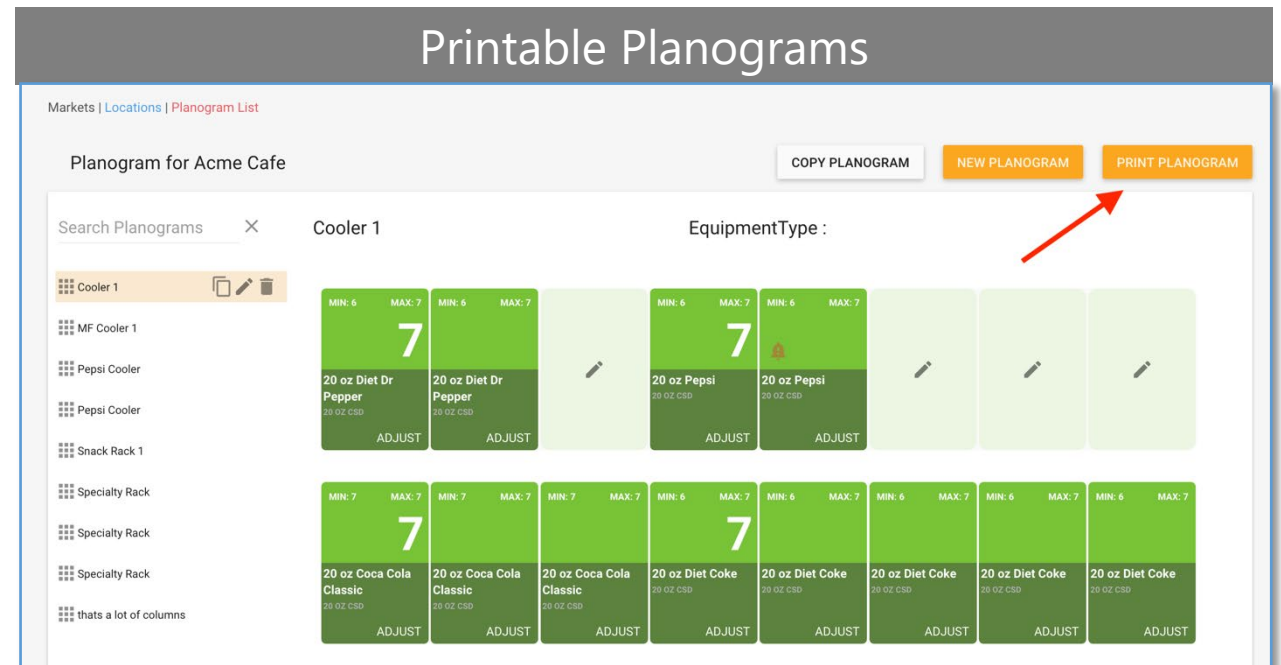 Printable Planograms
Markets | Locations | Planogram List
Planogram for Acme Cafe
COPY PLANOGRAM
NEW PLANOGRAM
PRINT PLANOGRAM
Search Planograms
Cooler 1
EquipmentType :
Cooler 1
MF Cooler 1
Pepsi Cooler
Pepsi Cooler
Snack Rack 1
Specialty Rack
Specialty Rack
Specialty Rack
thats a lot of columns
MIN: 6 MAX: 7
7
20 oz Diet Dr
Pepper
20 OZ CSD
ADJUST
MIN: 6 MAX: 7
20 oz Diet Dr
Pepper
20 OZ CSD
ADJUST
MIN: 6 MAX: 7
7
20 oz Pepsi
20 OZ CSD
ADJUST
MIN: 6 MAX: 7
20 oz Pepsi
20 OZ CSD
ADJUST
MIN: 7 MAX: 7
7
20 oz Coca Cola
Classic
20 OZ CSD
ADJUST
MIN: 7 MAX: 7
20 oz Coca Cola
Classic
20 OZ CSD
ADJUST
MIN: 7 MAX: 7
20 oz Coca Cola
Classic
20 OZ CSD
ADJUST
MIN: 6 MAX: 7
7
20 oz Diet Coke
20 OZ CSD
ADJUST
MIN: 6 MAX: 7
20 oz Diet Coke
20 OZ CSD
ADJUST
MIN: 6 MAX: 7
20 oz Diet Coke
20 OZ CSD
ADJUST
MIN: 6 MAX: 7
20 oz Diet Coke
20 OZ CSD
ADJUST
MIN: 6 MAX: 7
20 oz Diet Coke
20 OZ CSD
ADJUST